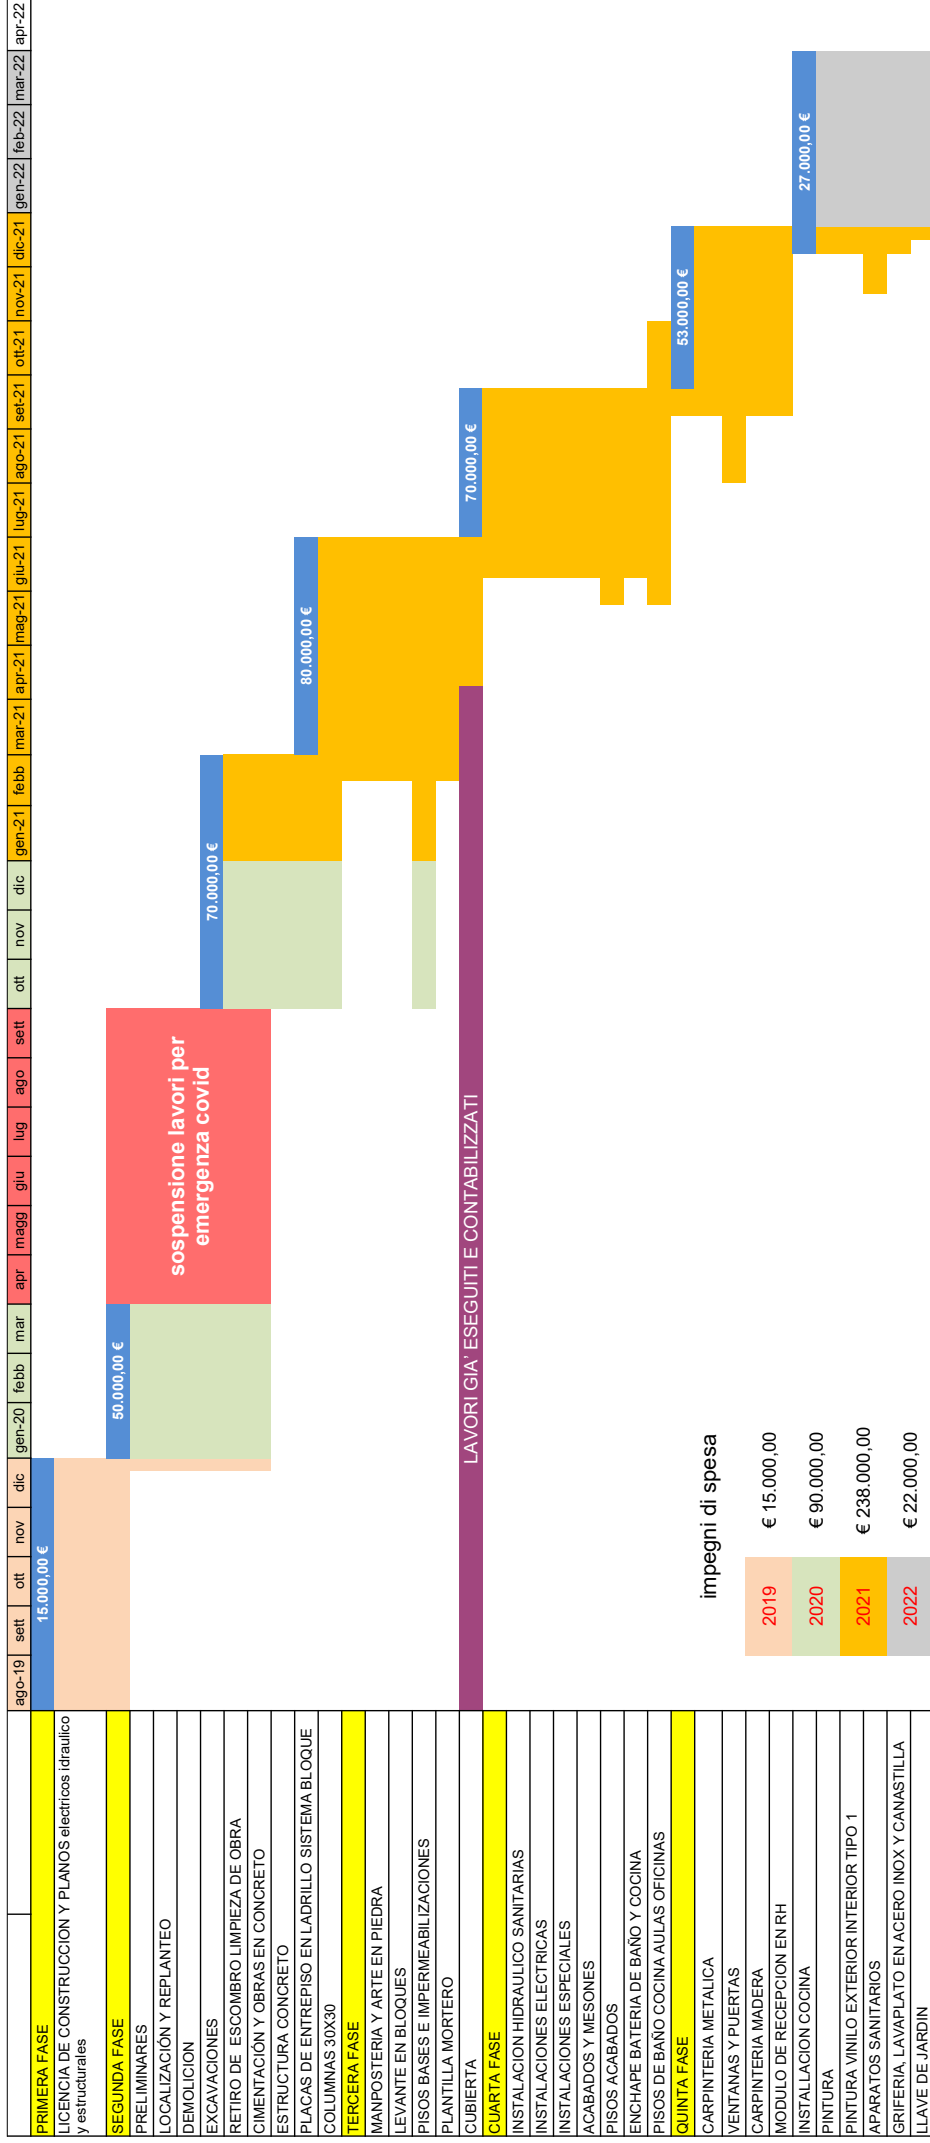 ago-19 sett ott nov dic gen-20 febb mar apr magg giu lug ago sett ott nov dic gen-21 febb mar-21 apr-21 mag-21 giu-21 lug-21 ago-21 set-21 ott-21 nov-21 dic-21 gen-22 feb-22 mar-22 apr-22
PRIMERA FASE 15.000,00 €
LICENCIA DE CONSTRUCCION Y PLANOS electricos idraulico
y estructurales
SEGUNDA FASE 50.000,00 €
PRELIMINARES
LOCALIZACIÓN Y REPLANTEO
DEMOLICION
sospensione lavori per
emergenza covid
EXCAVACIONES 70.000,00 €
RETIRO DE ESCOMBRO LIMPIEZA DE OBRA
CIMENTACIÓN Y OBRAS EN CONCRETO
ESTRUCTURA CONCRETO
PLACAS DE ENTREPISO EN LADRILLO SISTEMA BLOQUE 80.000,00 €
COLUMNAS 30X30
TERCERA FASE
MANPOSTERIA Y ARTE EN PIEDRA
LEVANTE EN BLOQUES
PISOS BASES E IMPERMEABILIZACIONES
PLANTILLA MORTERO
CUBIERTA LAVORI GIA' ESEGUITI E CONTABILIZZATI 70.000,00 €
CUARTA FASE
INSTALACION HIDRAULICO SANITARIAS
INSTALACIONES ELECTRICAS
INSTALACIONES ESPECIALES
ACABADOS Y MESONES
PISOS ACABADOS
ENCHAPE BATERIA DE BAÑO Y COCINA
PISOS DE BAÑO COCINA AULAS OFICINAS
QUINTA FASE 53.000,00 €
CARPINTERIA METALICA
impegni di spesa
VENTANAS Y PUERTAS
CARPINTERIA MADERA
2019 € 15.000,00
MODULO DE RECEPCION EN RH
INSTALLACION COCINA 27.000,00 €
2020 € 90.000,00
PINTURA
PINTURA VINILO EXTERIOR INTERIOR TIPO 1
2021 € 238.000,00
APARATOS SANITARIOS
GRIFERIA, LAVAPLATO EN ACERO INOX Y CANASTILLA
2022 € 22.000,00
LLAVE DE JARDIN